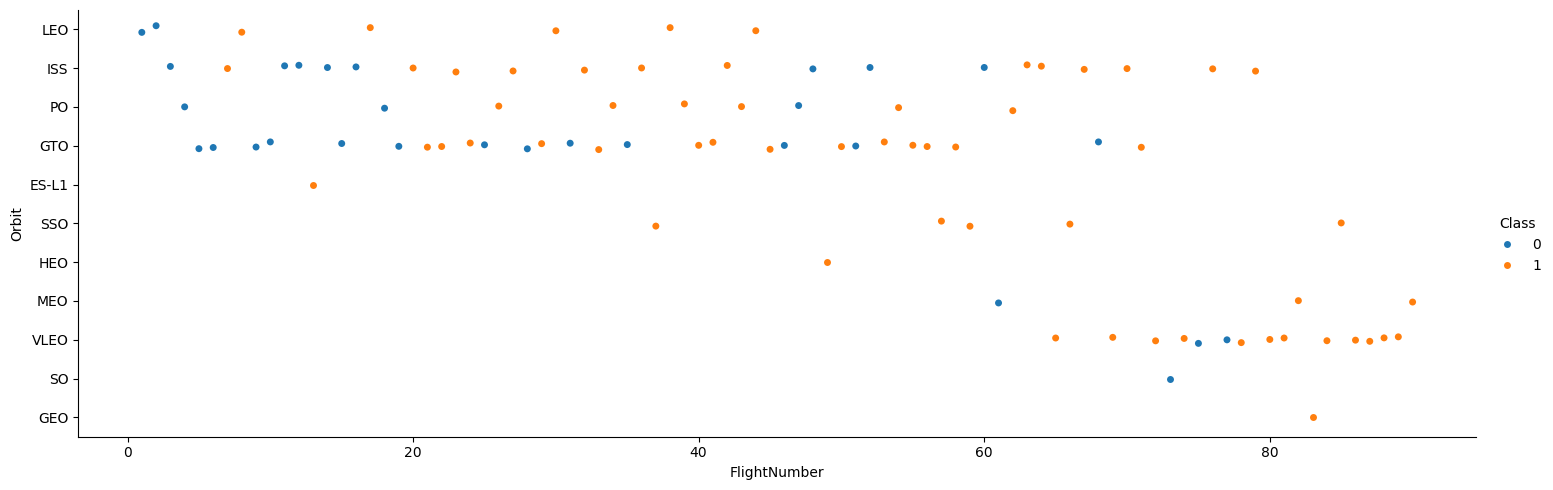 LEO
ISS
PO
GTO
ES-L1
SSO
HEO
MEO
VLEO
SO
GEO
Orbit
0 20 40 60 80
FlightNumber
Class
0
1